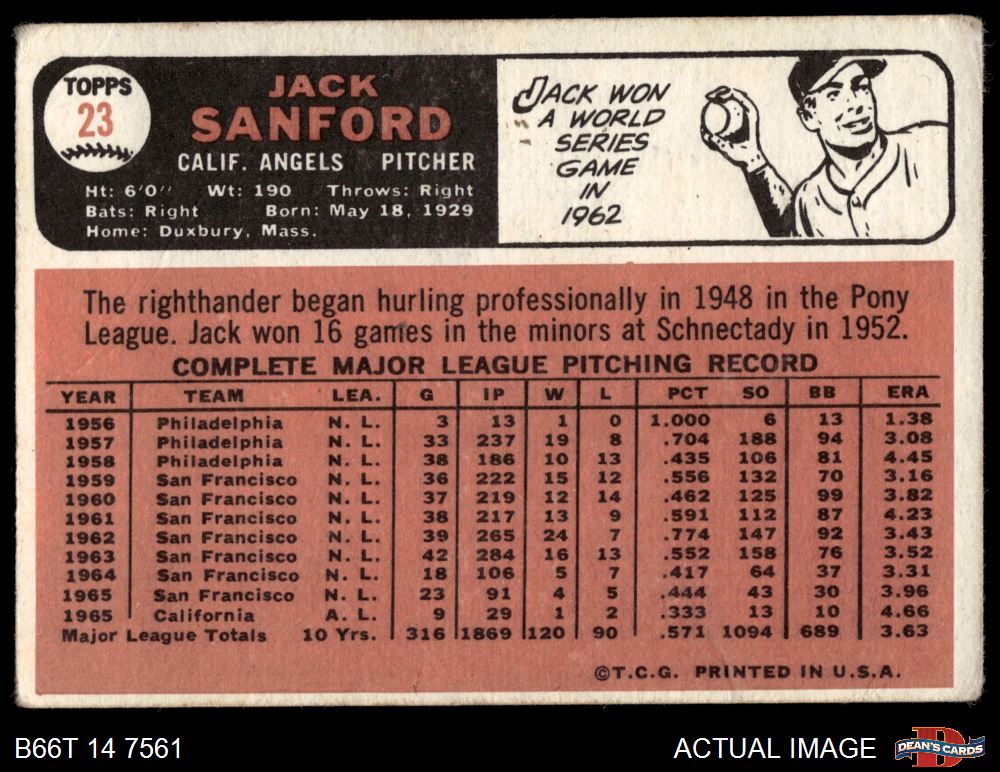 TOPPS
23
JACK
SANFORD
CALIF. ANGELS PITCHER
Ht: 6'0" Wt: 190 Throws: Right
Bats: Right Born: May 18, 1929
Home: Duxbury, Mass.
JACK WON
A WORLD
SERIES
GAME
IN
1962
The righthander began hurling professionally in 1948 in the Pony
League. Jack won 16 games in the minors at Schnectady in 1952.
COMPLETE MAJOR LEAGUE PITCHING RECORD
YEAR TEAM LEA. G IP W L PCT SO BB ERA
1956 Philadelphia N. L. 3 13 1 0 1.000 6 13 1.38
1957 Philadelphia N. L. 33 237 19 8 .704 188 94 3.08
1958 Philadelphia N. L. 38 186 10 13 .435 106 81 4.45
1959 San Francisco N. L. 36 222 15 12 .556 132 70 3.16
1960 San Francisco N. L. 37 219 12 14 .462 125 99 3.82
1961 San Francisco N. L. 38 217 13 9 .591 112 87 4.23
1962 San Francisco N. L. 39 265 24 7 .774 147 92 3.43
1963 San Francisco N. L. 42 284 16 13 .552 158 76 3.52
1964 San Francisco N. L. 18 106 5 7 .417 64 37 3.31
1965 San Francisco N. L. 23 91 4 5 .444 43 30 3.96
1965 California A. L. 9 29 1 2 .333 13 10 4.66
Major League Totals 10 Yrs. 316 1869 120 90 .571 1094 689 3.63
©T.C.G. PRINTED IN U.S.A.
B66T 14 7561
ACTUAL IMAGE
D
DEAN'S CARDS